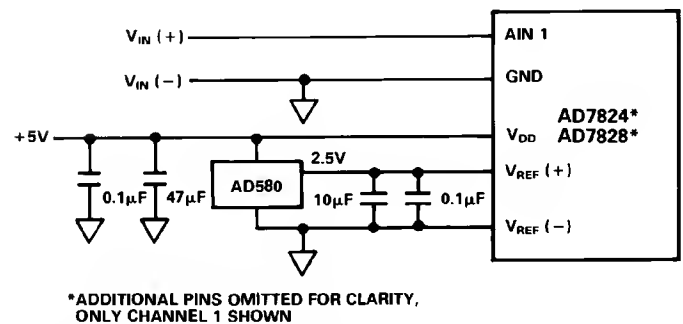 V_IN (+)
AIN 1
V_IN (−)
GND
AD7824*
AD7828*
+5V
V_DD
2.5V
V_REF (+)
0.1µF
47µF
AD580
10µF
0.1µF
V_REF (−)
*ADDITIONAL PINS OMITTED FOR CLARITY,
ONLY CHANNEL 1 SHOWN